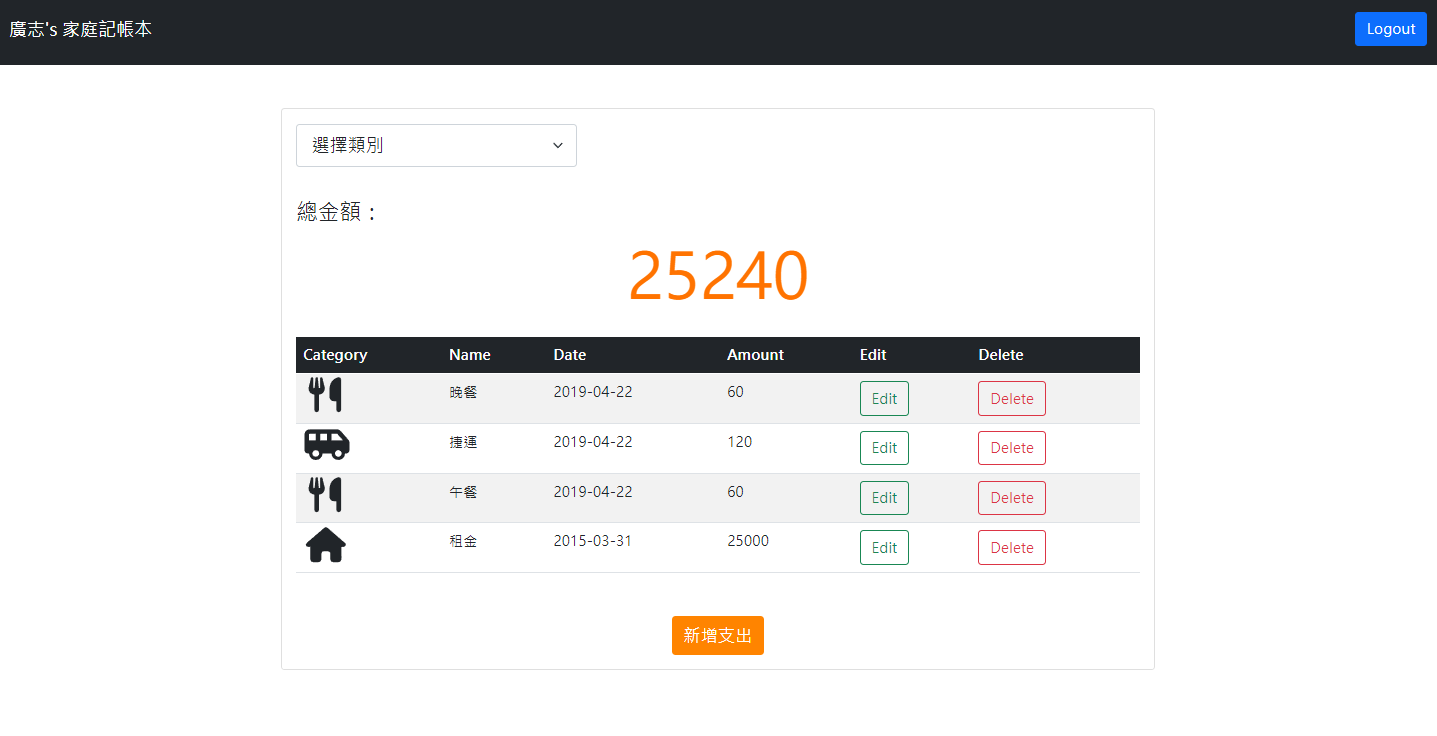 廣志's 家庭記帳本 Logout
選擇類別
總金額：
25240
Category Name Date Amount Edit Delete
晚餐 2019-04-22 60 Edit Delete
捷運 2019-04-22 120 Edit Delete
午餐 2019-04-22 60 Edit Delete
租金 2015-03-31 25000 Edit Delete
新增支出